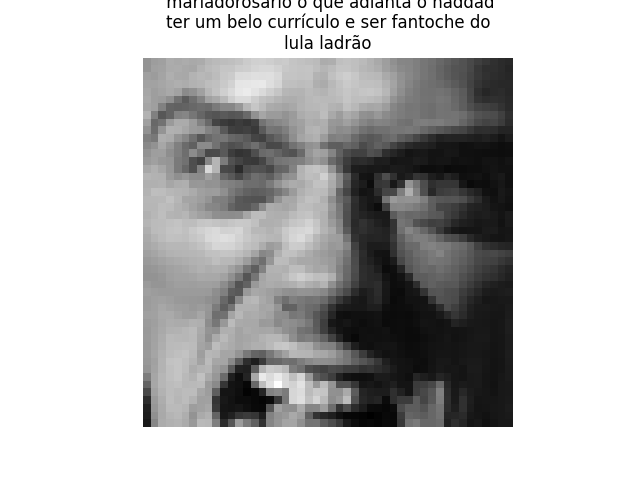 mariadorosario o que adianta o haddad
ter um belo currículo e ser fantoche do
lula ladrão